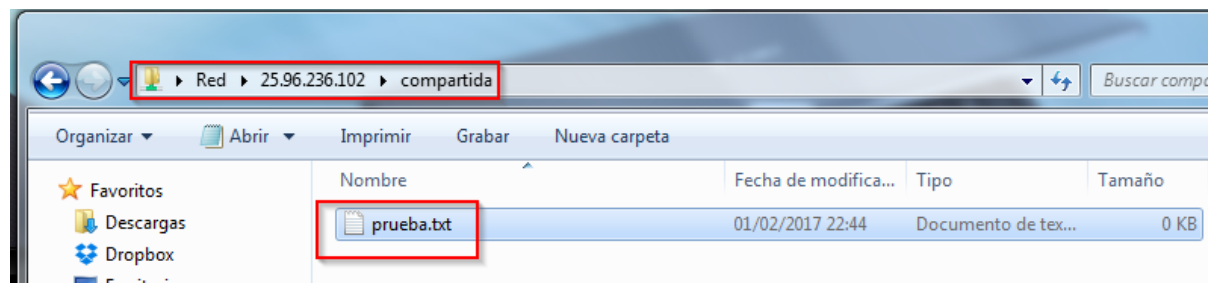 Red 25.96.236.102 compartida
Buscar compa
Organizar Abrir Imprimir Grabar Nueva carpeta
Favoritos
Descargas
Dropbox
Nombre Fecha de modifica... Tipo Tamaño
prueba.txt 01/02/2017 22:44 Documento de tex... 0 KB